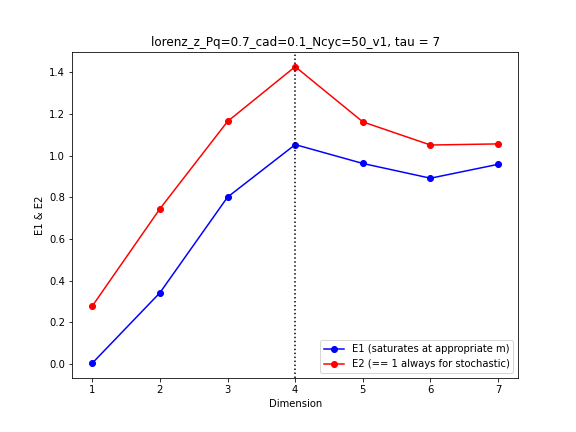 lorenz_z_Pq=0.7_cad=0.1_Ncyc=50_v1, tau = 7
1.4
1.2
1.0
0.8
0.6
0.4
0.2
0.0
E1 & E2
E1 (saturates at appropriate m)
E2 (== 1 always for stochastic)
1 2 3 4 5 6 7
Dimension